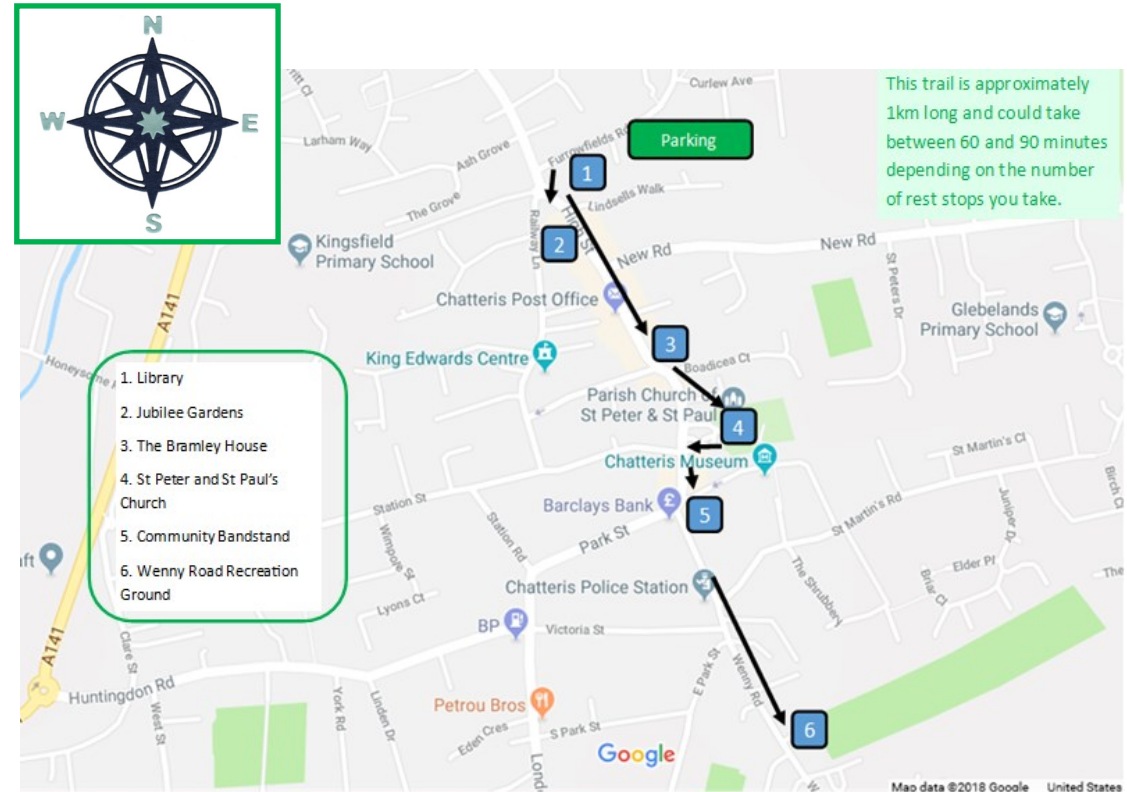 N
W
E
S
This trail is approximately
1km long and could take
between 60 and 90 minutes
depending on the number
of rest stops you take.
Parking
Curlew Ave
Larham Way
Ash Grove
Furrowfields Rd
1
Lindsells Walk
The Grove
Railway Ln
High St
2
New Rd
New Rd
St Peters Dr
Kingsfield
Primary School
Chatteris Post Office
Glebelands
Primary School
A141
King Edwards Centre
3
Boadicea Ct
Honeysome
1. Library
2. Jubilee Gardens
3. The Bramley House
4. St Peter and St Paul's
Church
5. Community Bandstand
6. Wenny Road Recreation
Ground
Parish Church of
St Peter & St Paul
4
Chatteris Museum
St Martin's Cl
Station St
Barclays Bank
£
5
St Martin's Rd
Juniper Dr
Birch
Park St
Station Rd
Wimpole St
Chatteris Police Station
The Shrubbery
Elder Pl
Briar Cl
The
Lyons Ct
BP
Victoria St
Clare St
A141
Huntingdon Rd
West St
York Rd
Linden Dr
E Park St
Wenny Rd
Petrou Bros
Eden Cres
S Park St
6
Google
Map data ©2018 Google United States